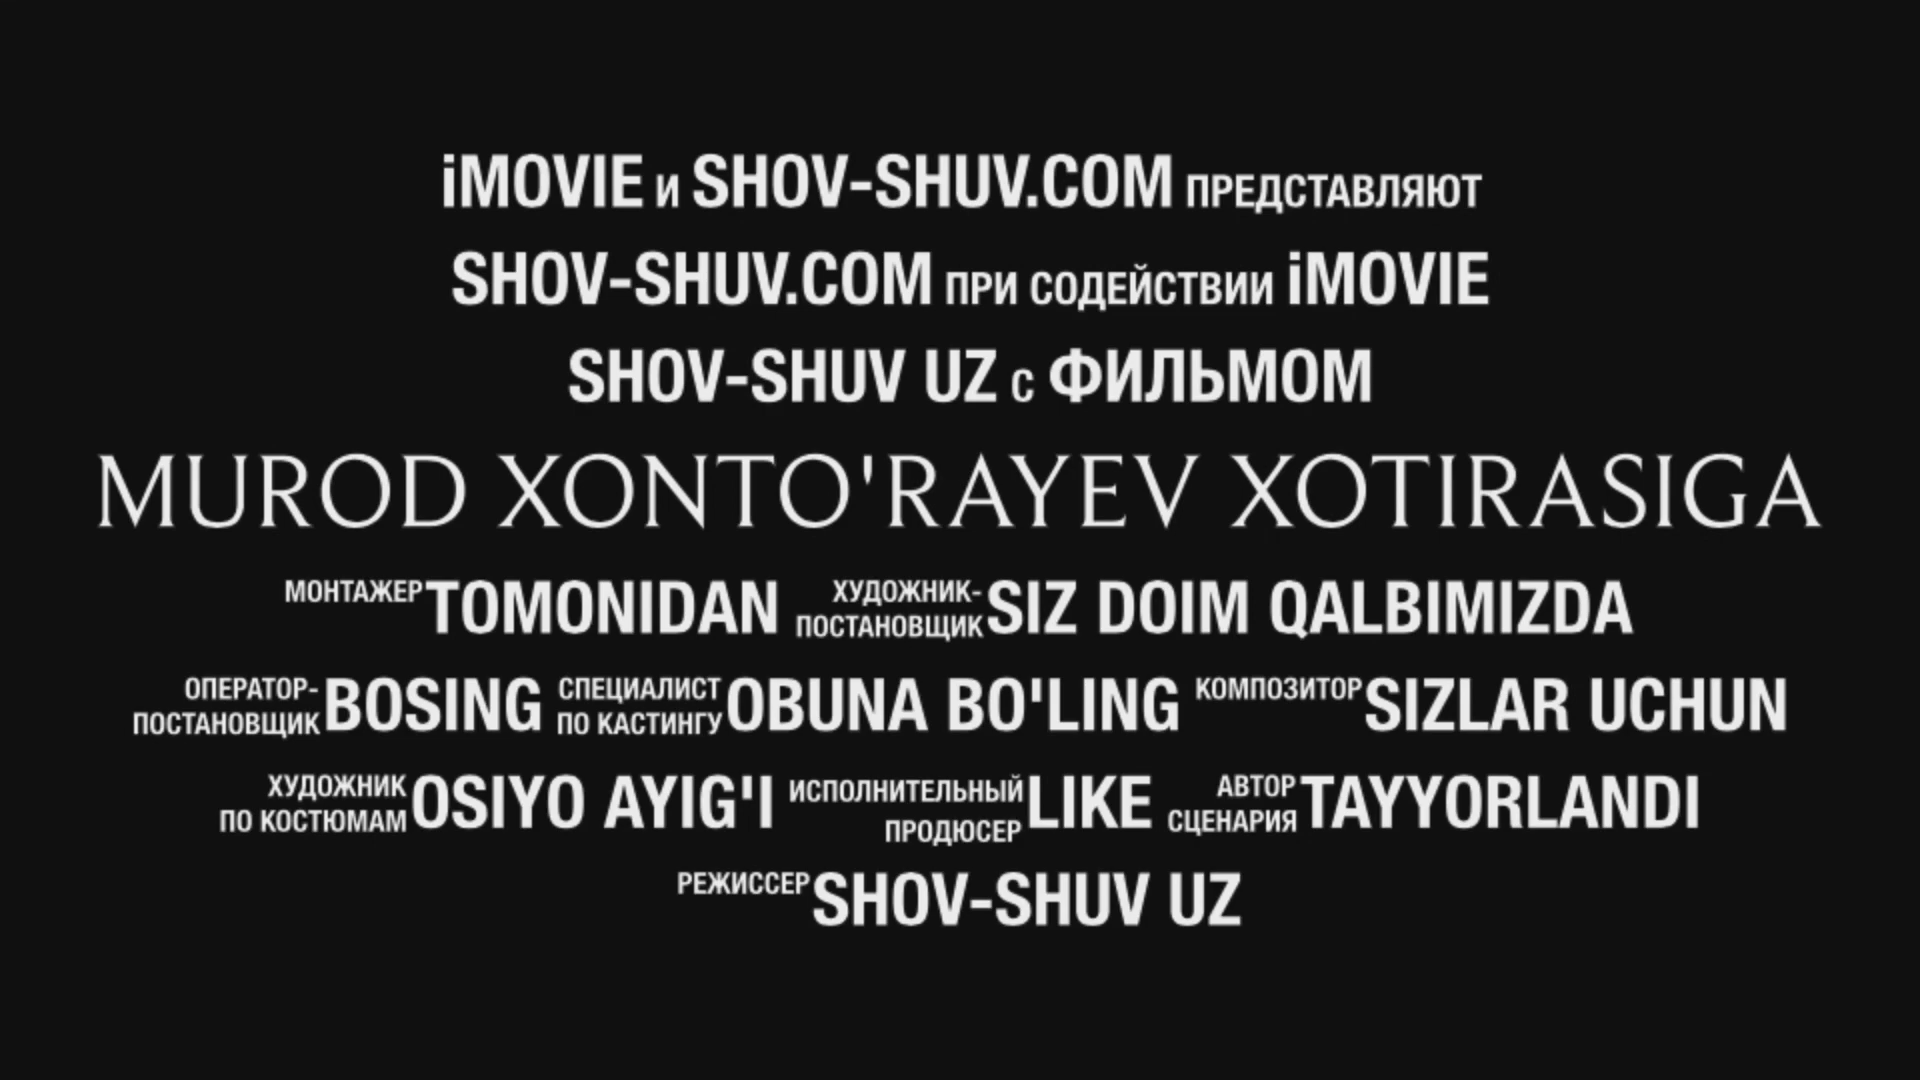 iMOVIE и SHOV-SHUV.COM ПРЕДСТАВЛЯЮТ
SHOV-SHUV.COM ПРИ СОДЕЙСТВИИ iMOVIE
SHOV-SHUV UZ С ФИЛЬМОМ
MUROD XONTO'RAYEV XOTIRASIGA
МОНТАЖЕР TOMONIDAN ХУДОЖНИК-ПОСТАНОВЩИК SIZ DOIM QALBIMIZDA
ОПЕРАТОР-ПОСТАНОВЩИК BOSING СПЕЦИАЛИСТ ПО КАСТИНГУ OBUNA BO'LING КОМПОЗИТОР SIZLAR UCHUN
ХУДОЖНИК ПО КОСТЮМАМ OSIYO AYIG'I ИСПОЛНИТЕЛЬНЫЙ ПРОДЮСЕР LIKE АВТОР СЦЕНАРИЯ TAYYORLANDI
РЕЖИССЕР SHOV-SHUV UZ